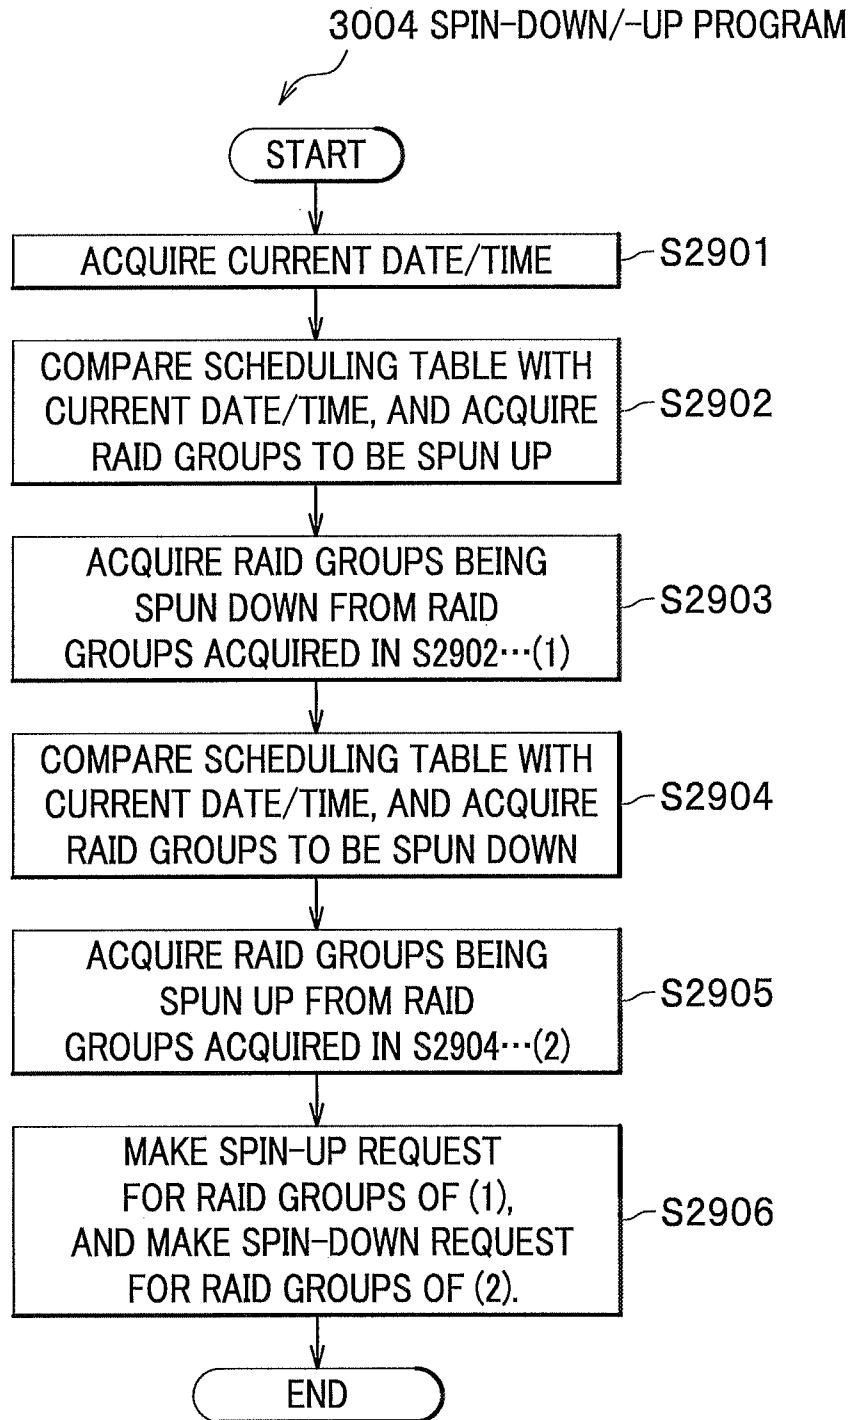 3004 SPIN-DOWN/-UP PROGRAM
START
ACQUIRE CURRENT DATE/TIME
S2901
COMPARE SCHEDULING TABLE WITH
CURRENT DATE/TIME, AND ACQUIRE
RAID GROUPS TO BE SPUN UP
S2902
ACQUIRE RAID GROUPS BEING
SPUN DOWN FROM RAID
GROUPS ACQUIRED IN S2902···(1)
S2903
COMPARE SCHEDULING TABLE WITH
CURRENT DATE/TIME, AND ACQUIRE
RAID GROUPS TO BE SPUN DOWN
S2904
ACQUIRE RAID GROUPS BEING
SPUN UP FROM RAID
GROUPS ACQUIRED IN S2904···(2)
S2905
MAKE SPIN-UP REQUEST
FOR RAID GROUPS OF (1),
AND MAKE SPIN-DOWN REQUEST
FOR RAID GROUPS OF (2).
S2906
END